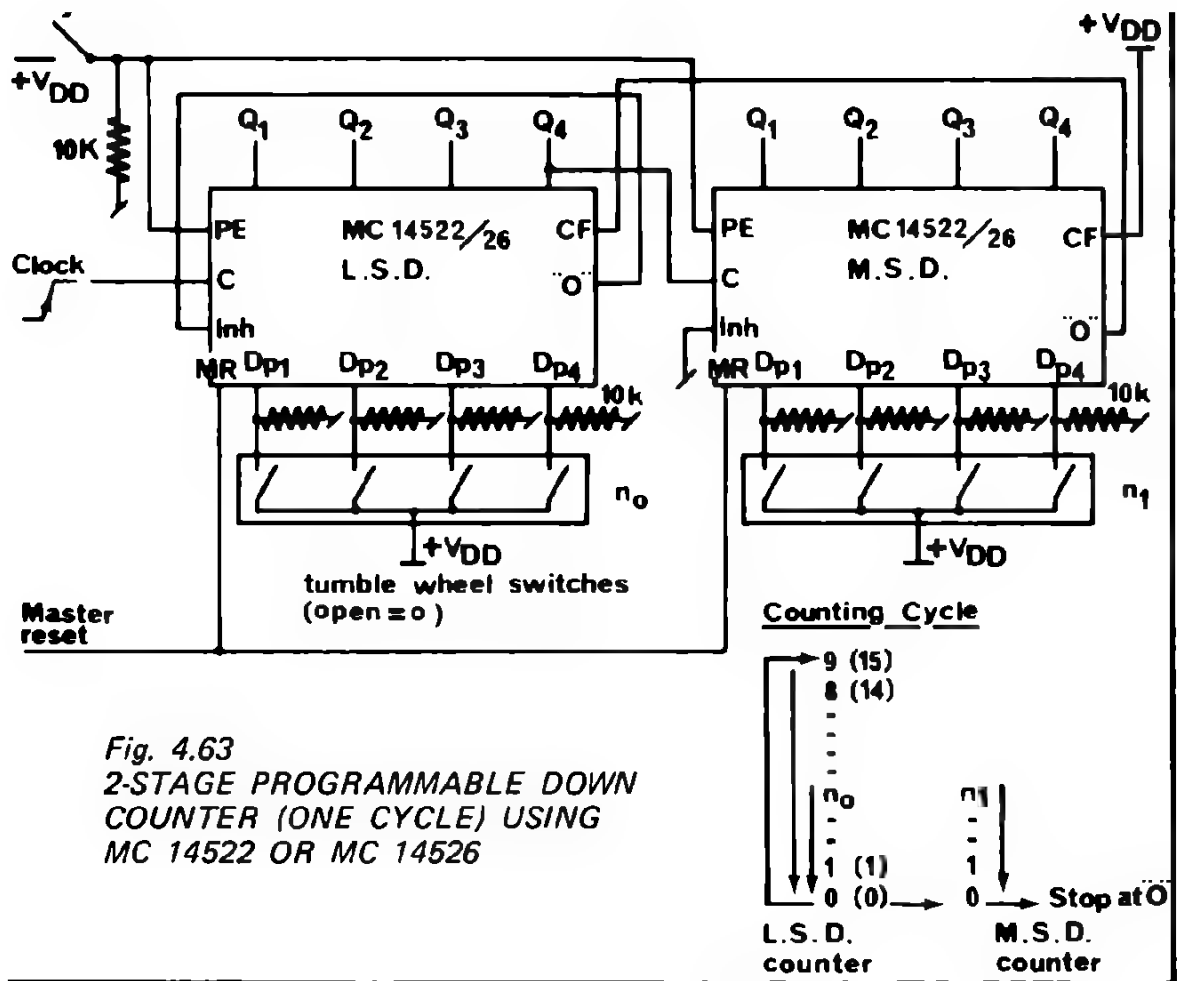 +VDD
+VDD
10K
Q1 Q2 Q3 Q4
Q1 Q2 Q3 Q4
PE MC 14522/26 CF
PE MC 14522/26 CF
Clock
C L.S.D. "O"
C M.S.D.
Inh
Inh "O"
MR Dp1 Dp2 Dp3 Dp4
MR Dp1 Dp2 Dp3 Dp4
10k
10k
n0
n1
+VDD
+VDD
tumble wheel switches
(open = o)
Master
reset
Counting Cycle
9 (15)
8 (14)
-
-
-
-
n0 n1
- -
- -
1 (1) 1
0 (0) 0 Stop at "O"
L.S.D. M.S.D.
counter counter
Fig. 4.63
2-STAGE PROGRAMMABLE DOWN
COUNTER (ONE CYCLE) USING
MC 14522 OR MC 14526